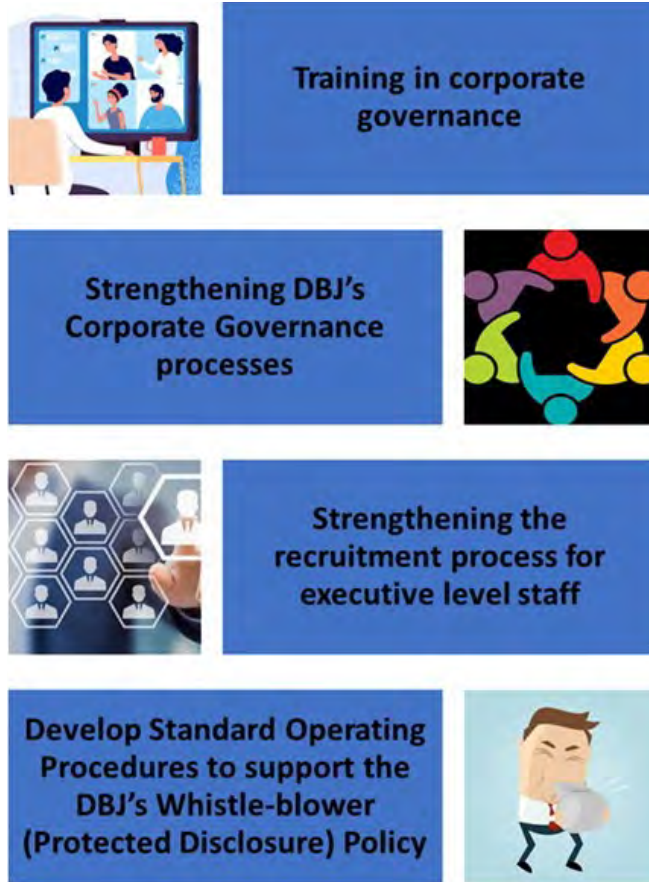 Training in corporate
governance
Strengthening DBJ's
Corporate Governance
processes
Strengthening the
recruitment process for
executive level staff
Develop Standard Operating
Procedures to support the
DBJ's Whistle-blower
(Protected Disclosure) Policy